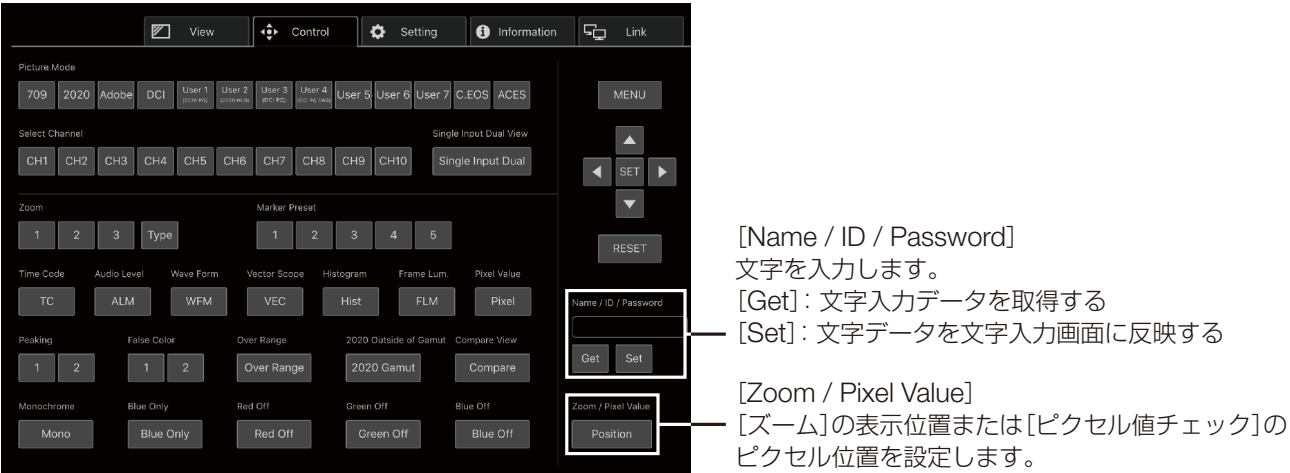 View Control Setting Information Link
Picture Mode
709 2020 Adobe DCI User 1 (2020 PQ) User 2 (2020 HLG) User 3 (DCI PQ) User 4 User 5 User 6 User 7 C.EOS ACES
MENU
Select Channel Single Input Dual View
CH1 CH2 CH3 CH4 CH5 CH6 CH7 CH8 CH9 CH10 Single Input Dual
SET
Zoom Marker Preset
1 2 3 Type 1 2 3 4 5
RESET
Time Code Audio Level Wave Form Vector Scope Histogram Frame Lum. Pixel Value
TC ALM WFM VEC Hist FLM Pixel
Name / ID / Password
Peaking False Color Over Range 2020 Outside of Gamut Compare View
1 2 1 2 Over Range 2020 Gamut Compare
Get Set
Monochrome Blue Only Red Off Green Off Blue Off
Mono Blue Only Red Off Green Off Blue Off
Zoom / Pixel Value
Position
[Name / ID / Password]
文字を入力します。
[Get]：文字入力データを取得する
[Set]：文字データを文字入力画面に反映する
[Zoom / Pixel Value]
[ズーム]の表示位置または[ピクセル値チェック]の
ピクセル位置を設定します。